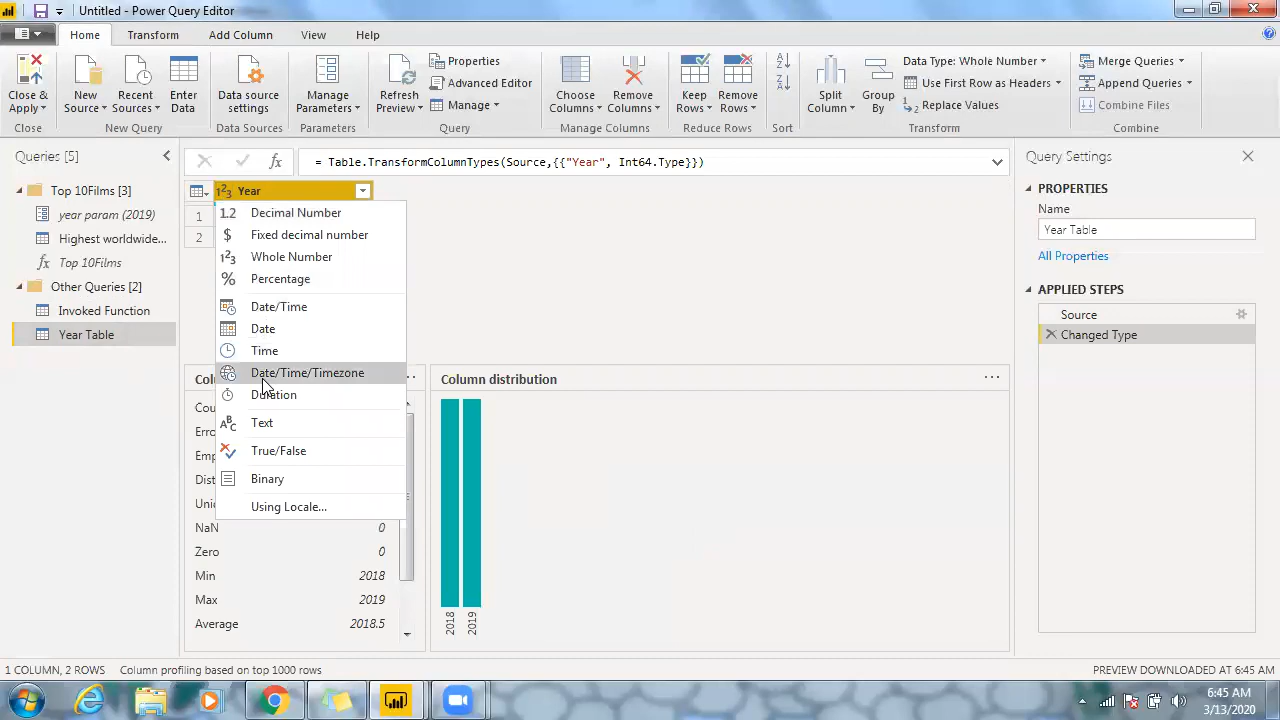 Untitled - Power Query Editor
Home Transform Add Column View Help
Close & Apply
New Source
Recent Sources
Enter Data
Data source settings
Manage Parameters
Refresh Preview
Properties
Advanced Editor
Manage
Choose Columns
Remove Columns
Keep Rows
Remove Rows
Split Column
Group By
Data Type: Whole Number
Use First Row as Headers
Replace Values
Merge Queries
Append Queries
Combine Files
Close New Query Data Sources Parameters Query Manage Columns Reduce Rows Sort Transform Combine
Queries [5]
Top 10Films [3]
year param (2019)
Highest worldwide...
Top 10Films
Other Queries [2]
Invoked Function
Year Table
= Table.TransformColumnTypes(Source,{{"Year", Int64.Type}})
Year
1
2
1.2 Decimal Number
$ Fixed decimal number
123 Whole Number
% Percentage
Date/Time
Date
Time
Date/Time/Timezone
Duration
ABC Text
True/False
Binary
Using Locale...
NaN 0
Zero 0
Min 2018
Max 2019
Average 2018.5
Column distribution
2018 2019
Query Settings
PROPERTIES
Name
Year Table
All Properties
APPLIED STEPS
Source
Changed Type
1 COLUMN, 2 ROWS Column profiling based on top 1000 rows
PREVIEW DOWNLOADED AT 6:45 AM
6:45 AM
3/13/2020